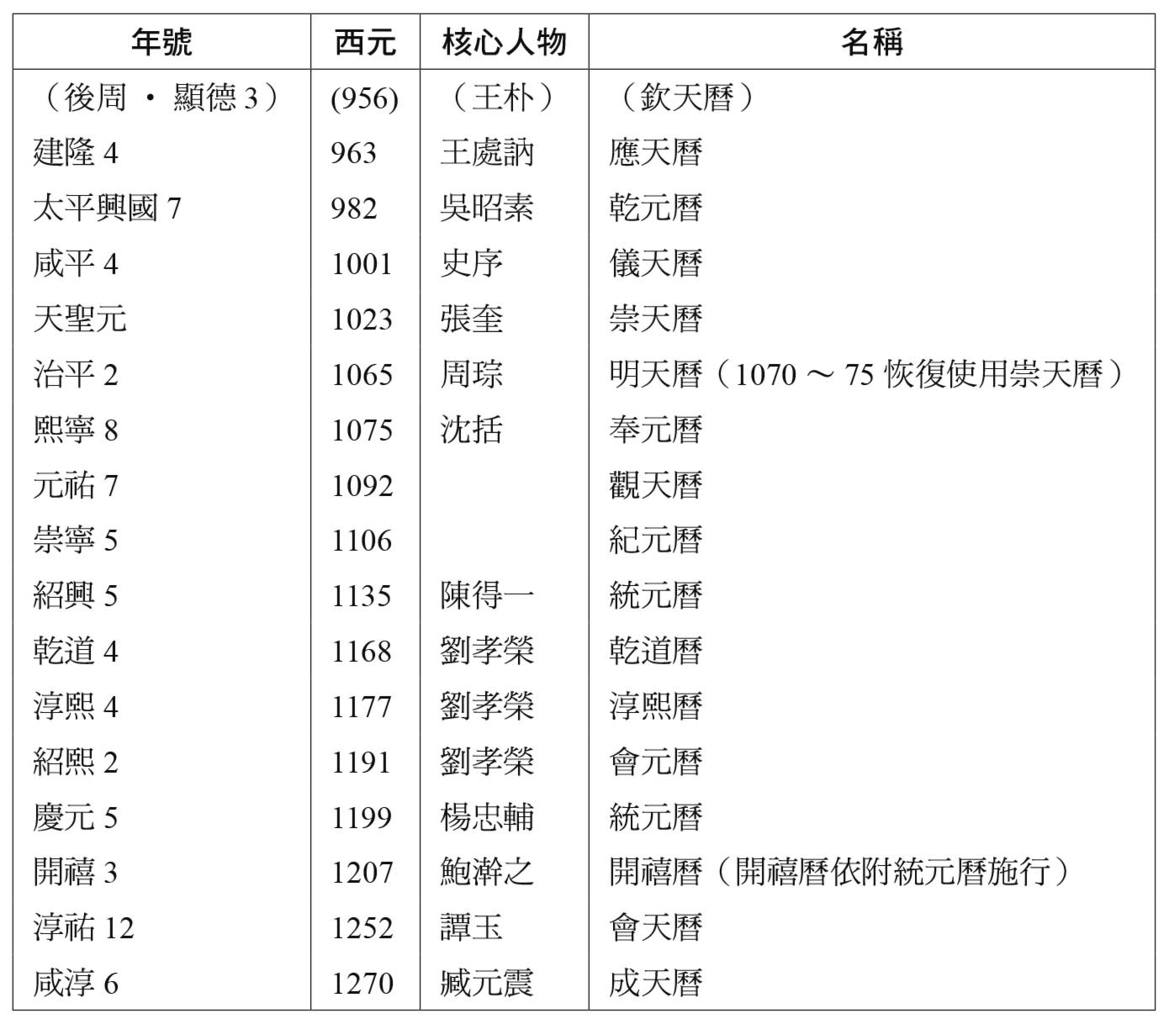 年號 西元 核心人物 名稱
（後周 · 顯德 3 ） (956) （王朴） （欽天曆）
建隆 4 963 王處訥 應天曆
太平興國 7 982 吳昭素 乾元曆
咸平 4 1001 史序 儀天曆
天聖元 1023 張奎 崇天曆
治平 2 1065 周琮 明天曆（1070 ～ 75 恢復使用崇天曆）
熙寧 8 1075 沈括 奉元曆
元祐 7 1092 觀天曆
崇寧 5 1106 紀元曆
紹興 5 1135 陳得一 統元曆
乾道 4 1168 劉孝榮 乾道曆
淳熙 4 1177 劉孝榮 淳熙曆
紹熙 2 1191 劉孝榮 會元曆
慶元 5 1199 楊忠輔 統元曆
開禧 3 1207 鮑澣之 開禧曆（開禧曆依附統元曆施行）
淳祐 12 1252 譚玉 會天曆
咸淳 6 1270 臧元震 成天曆